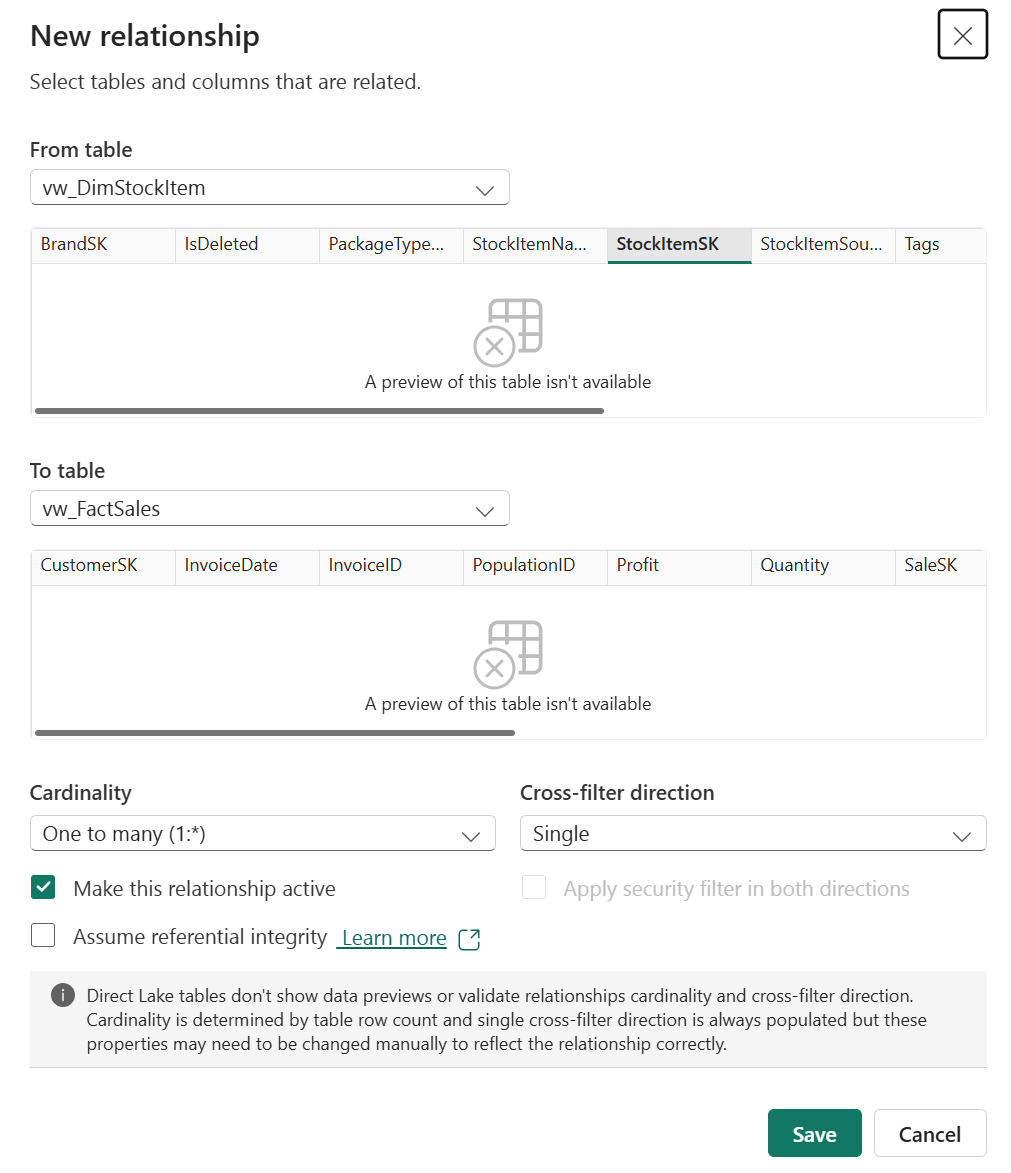 New relationship
Select tables and columns that are related.
From table
vw_DimStockItem
BrandSK IsDeleted PackageType... StockItemNa... StockItemSK StockItemSou... Tags
A preview of this table isn't available
To table
vw_FactSales
CustomerSK InvoiceDate InvoiceID PopulationID Profit Quantity SaleSK
A preview of this table isn't available
Cardinality Cross-filter direction
One to many (1:*) Single
Make this relationship active Apply security filter in both directions
Assume referential integrity Learn more
Direct Lake tables don't show data previews or validate relationships cardinality and cross-filter direction.
Cardinality is determined by table row count and single cross-filter direction is always populated but these
properties may need to be changed manually to reflect the relationship correctly.
Save Cancel